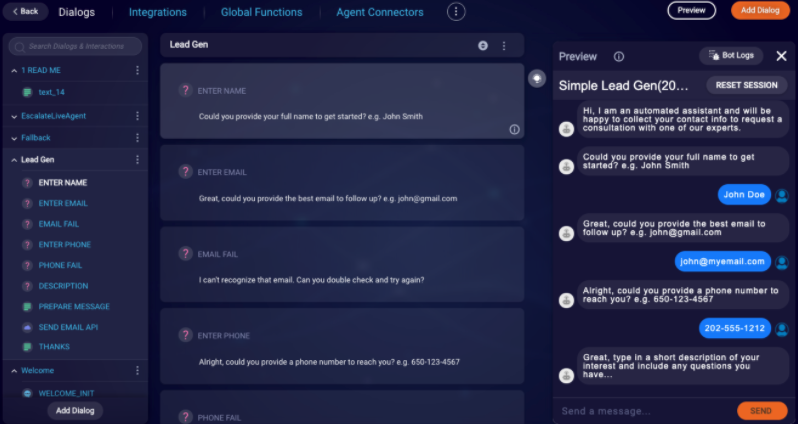 Back
Dialogs
Integrations
Global Functions
Agent Connectors
Preview
Add Dialog
Search Dialogs & Interactions
1 READ ME
text_14
EscalateLiveAgent
Fallback
Lead Gen
ENTER NAME
ENTER EMAIL
EMAIL FAIL
ENTER PHONE
PHONE FAIL
DESCRIPTION
PREPARE MESSAGE
SEND EMAIL API
THANKS
Welcome
WELCOME_INIT
Add Dialog
Lead Gen
ENTER NAME
Could you provide your full name to get started? e.g. John Smith
ENTER EMAIL
Great, could you provide the best email to follow up? e.g. john@gmail.com
EMAIL FAIL
I can't recognize that email. Can you double check and try again?
ENTER PHONE
Alright, could you provide a phone number to reach you? e.g. 650-123-4567
PHONE FAIL
Preview
Bot Logs
Simple Lead Gen(20...
RESET SESSION
Hi, I am an automated assistant and will be
happy to collect your contact info to request a
consultation with one of our experts.
Could you provide your full name to get
started? e.g. John Smith
John Doe
Great, could you provide the best email to
follow up? e.g. john@gmail.com
john@myemail.com
Alright, could you provide a phone number to
reach you? e.g. 650-123-4567
202-555-1212
Great, type in a short description of your
interest and include any questions you
have...
Send a message...
SEND